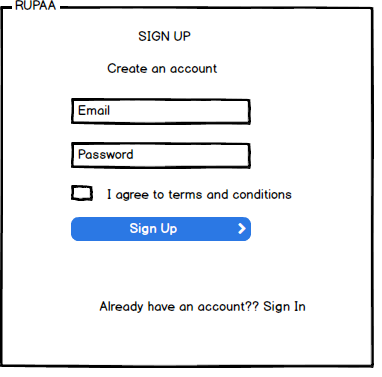 RUPAA
SIGN UP
Create an account
Email
Password
I agree to terms and conditions
Sign Up
Already have an account?? Sign In